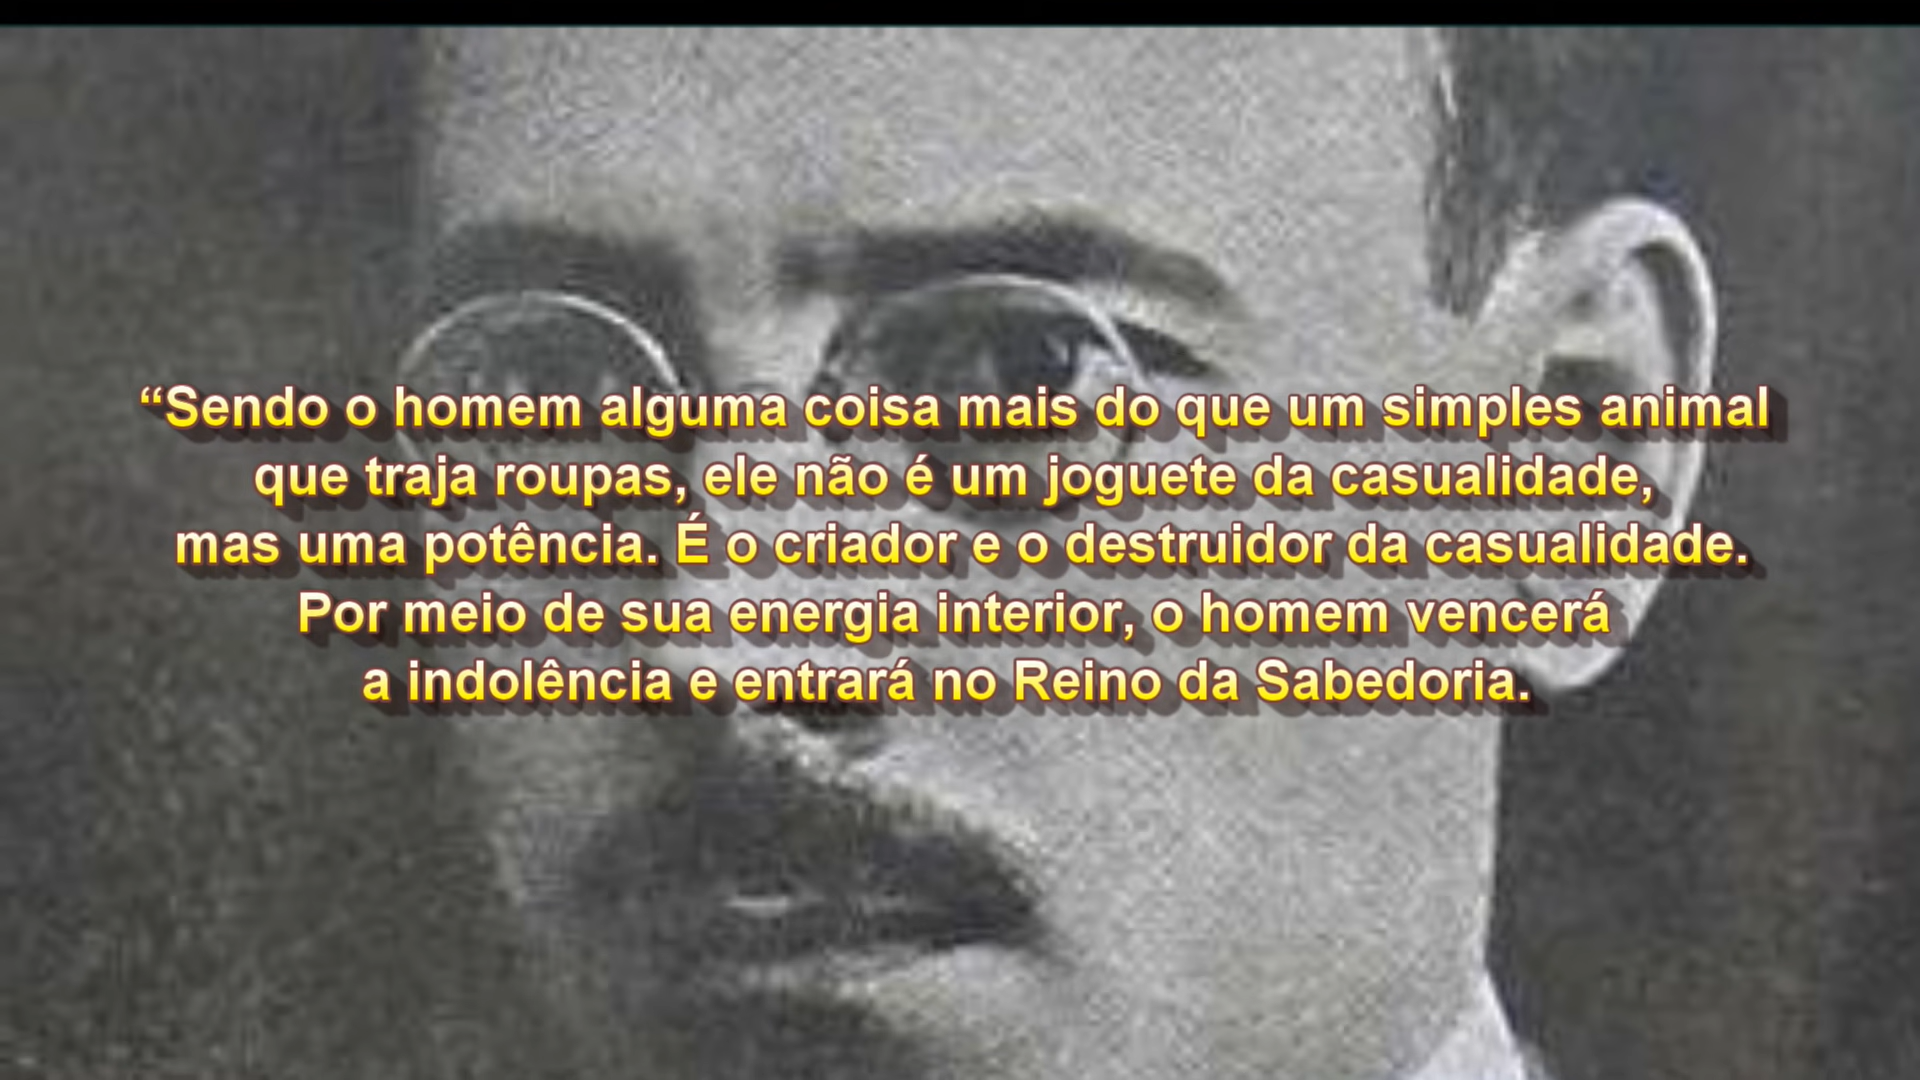 “Sendo o homem alguma coisa mais do que um simples animal
que traja roupas, ele não é um joguete da casualidade,
mas uma potência. É o criador e o destruidor da casualidade.
Por meio de sua energia interior, o homem vencerá
a indolência e entrará no Reino da Sabedoria.